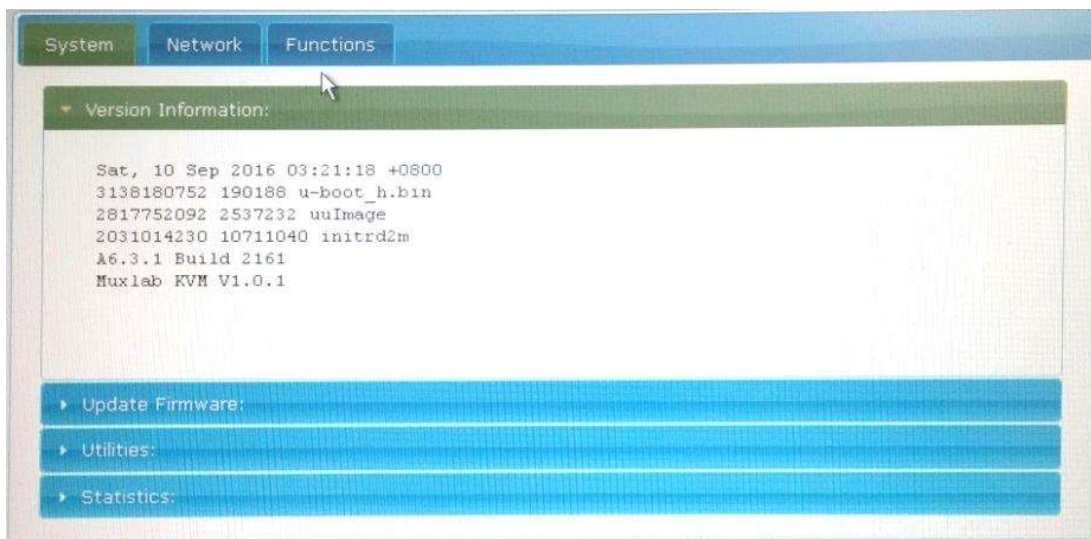 System Network Functions
Version Information:
Sat, 10 Sep 2016 03:21:18 +0800
3138180752 190188 u-boot_h.bin
2817752092 2537232 uuImage
2031014230 10711040 initrd2m
A6.3.1 Build 2161
Muxlab KVM V1.0.1
Update Firmware:
Utilities:
Statistics: